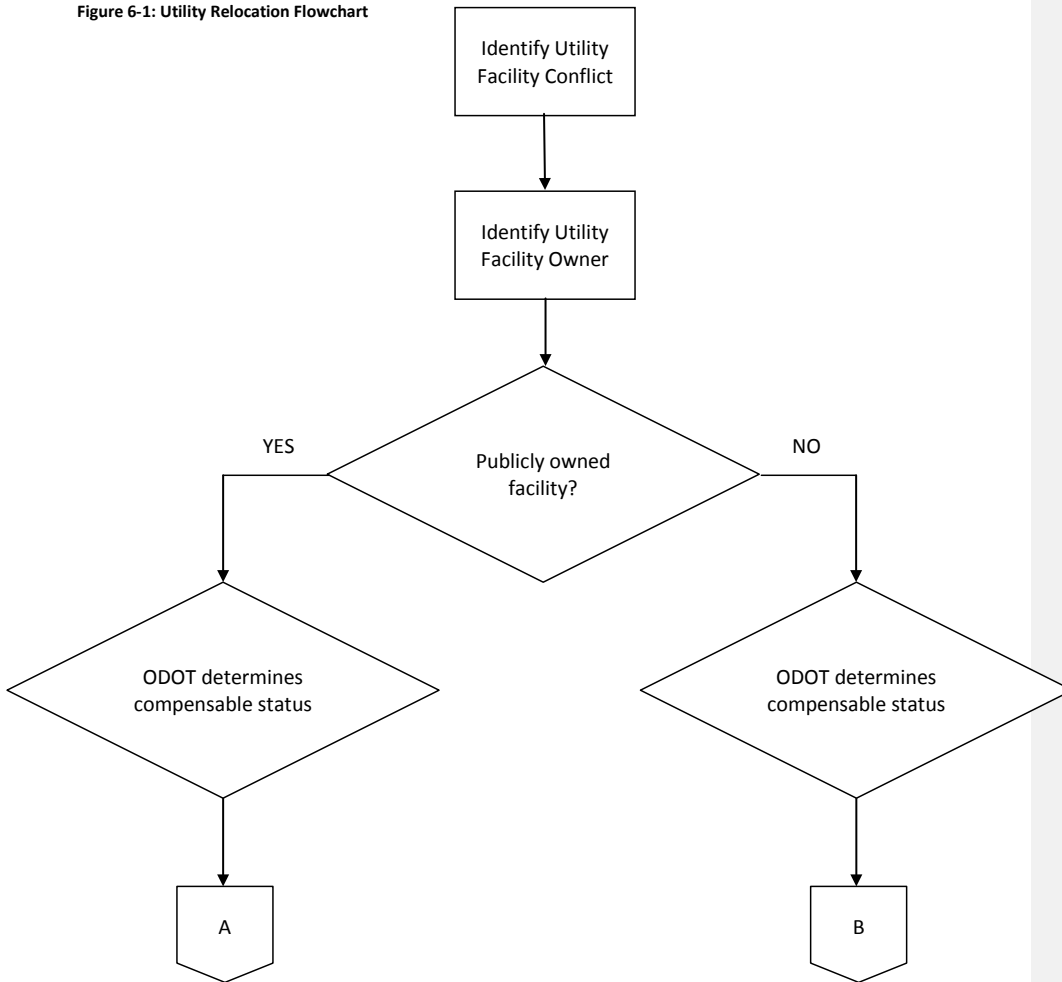 Figure 6-1: Utility Relocation Flowchart
Identify Utility
Facility Conflict
Identify Utility
Facility Owner
YES
NO
Publicly owned
facility?
ODOT determines
compensable status
ODOT determines
compensable status
A
B